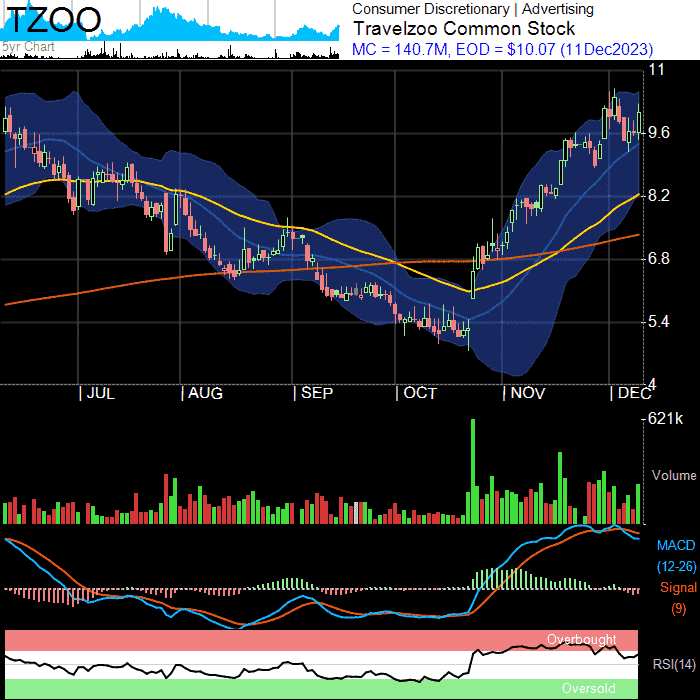 TZOO
5yr Chart
Consumer Discretionary | Advertising
Travelzoo Common Stock
MC = 140.7M, EOD = $10.07 (11Dec2023)
11
9.6
8.2
6.8
5.4
4
JUL
AUG
SEP
OCT
NOV
DEC
621k
Volume
MACD
(12-26)
Signal
(9)
Overbought
RSI(14)
Oversold